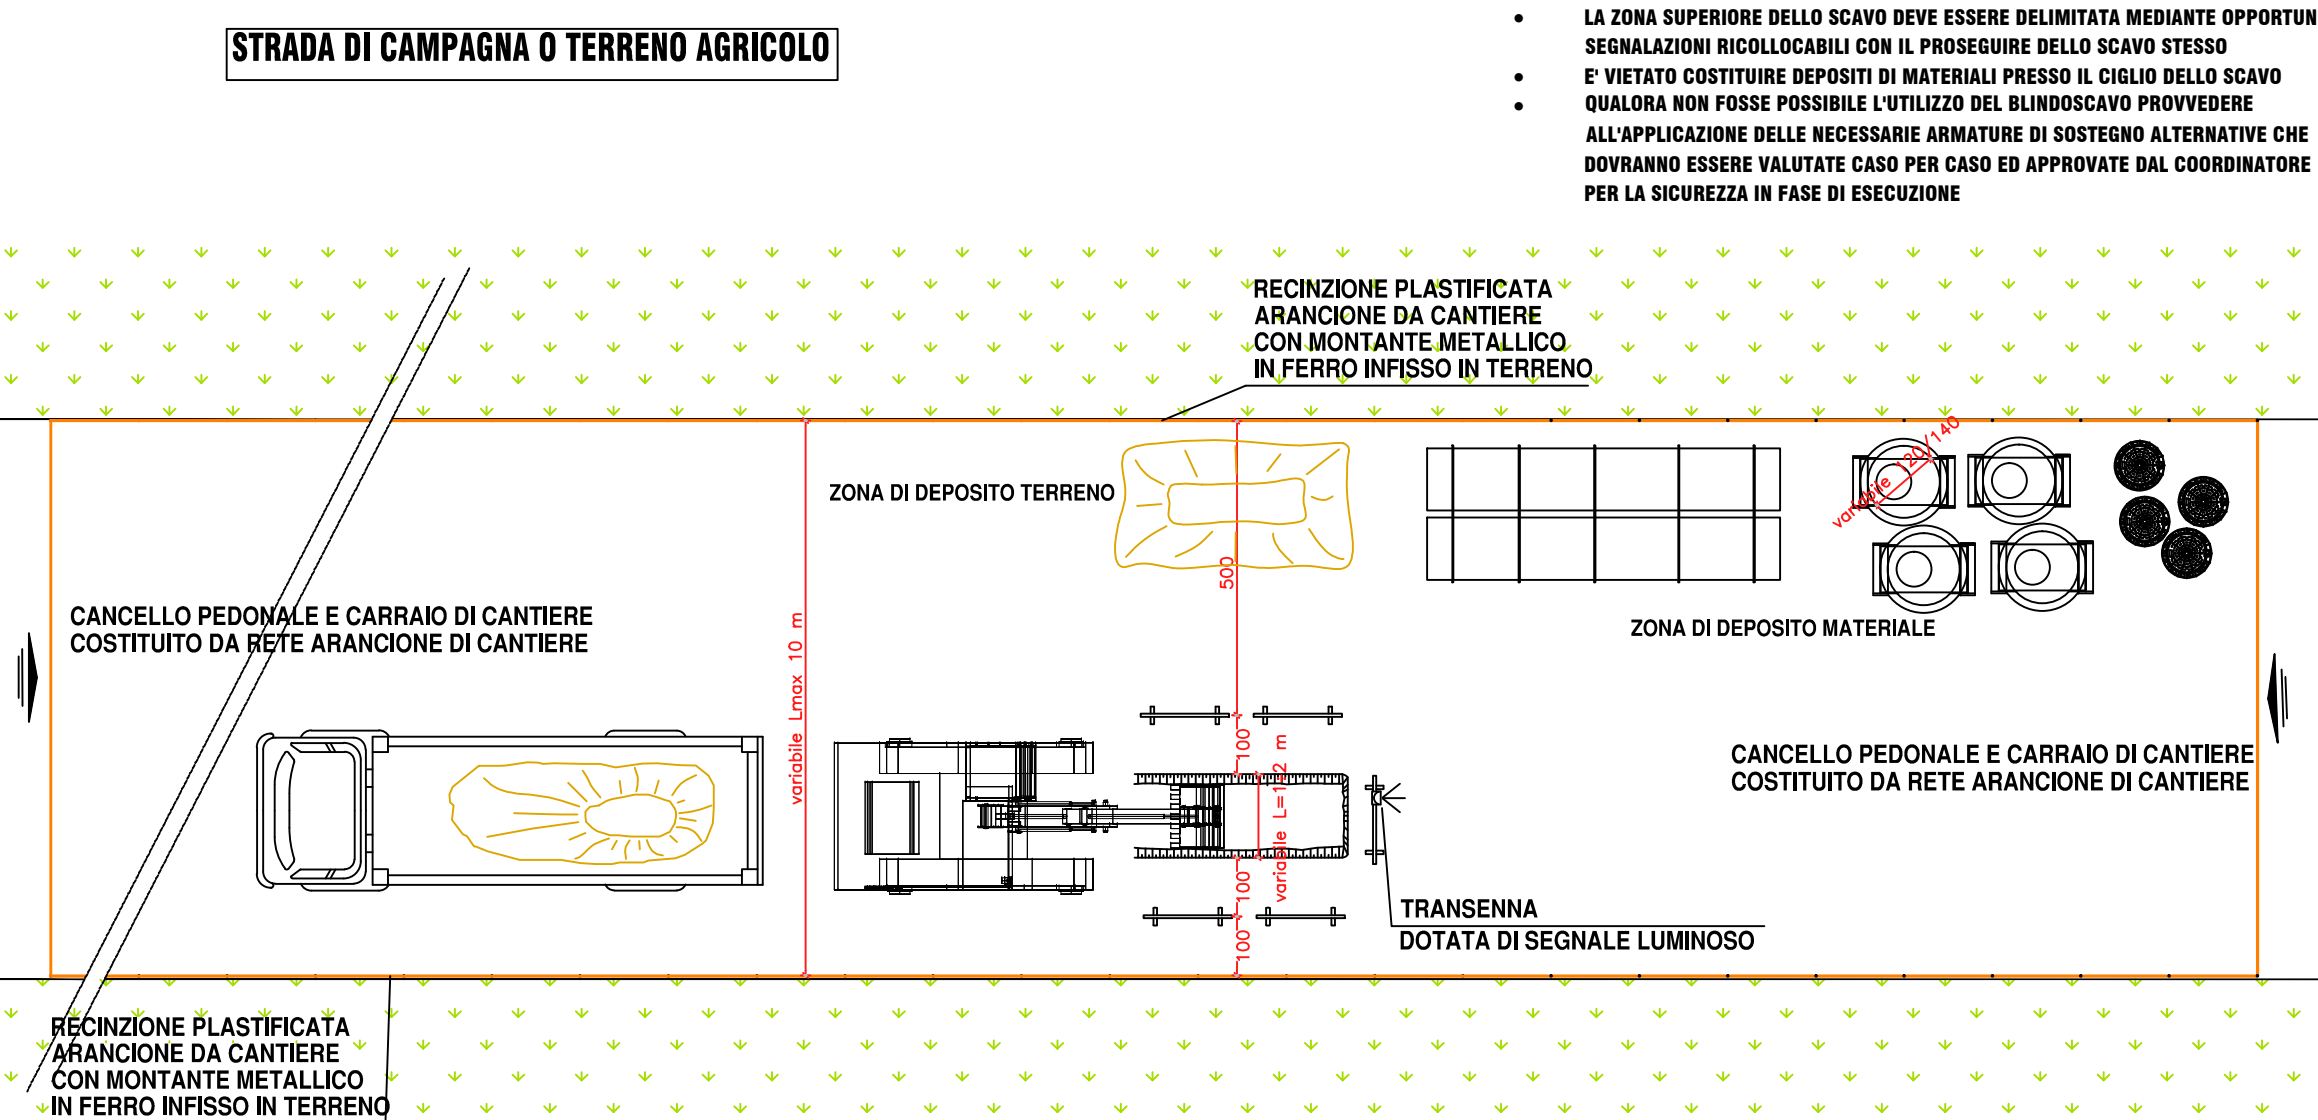 STRADA DI CAMPAGNA O TERRENO AGRICOLO
• LA ZONA SUPERIORE DELLO SCAVO DEVE ESSERE DELIMITATA MEDIANTE OPPORTUN
SEGNALAZIONI RICOLLOCABILI CON IL PROSEGUIRE DELLO SCAVO STESSO
• E' VIETATO COSTITUIRE DEPOSITI DI MATERIALI PRESSO IL CIGLIO DELLO SCAVO
• QUALORA NON FOSSE POSSIBILE L'UTILIZZO DEL BLINDOSCAVO PROVVEDERE
ALL'APPLICAZIONE DELLE NECESSARIE ARMATURE DI SOSTEGNO ALTERNATIVE CHE
DOVRANNO ESSERE VALUTATE CASO PER CASO ED APPROVATE DAL COORDINATORE
PER LA SICUREZZA IN FASE DI ESECUZIONE
RECINZIONE PLASTIFICATA
ARANCIONE DA CANTIERE
CON MONTANTE METALLICO
IN FERRO INFISSO IN TERRENO
ZONA DI DEPOSITO TERRENO
variabile 120/140
500
CANCELLO PEDONALE E CARRAIO DI CANTIERE
COSTITUITO DA RETE ARANCIONE DI CANTIERE
ZONA DI DEPOSITO MATERIALE
variabile Lmax 10 m
100
variabile L=1÷2 m
CANCELLO PEDONALE E CARRAIO DI CANTIERE
COSTITUITO DA RETE ARANCIONE DI CANTIERE
100
TRANSENNA
DOTATA DI SEGNALE LUMINOSO
100
RECINZIONE PLASTIFICATA
ARANCIONE DA CANTIERE
CON MONTANTE METALLICO
IN FERRO INFISSO IN TERRENO